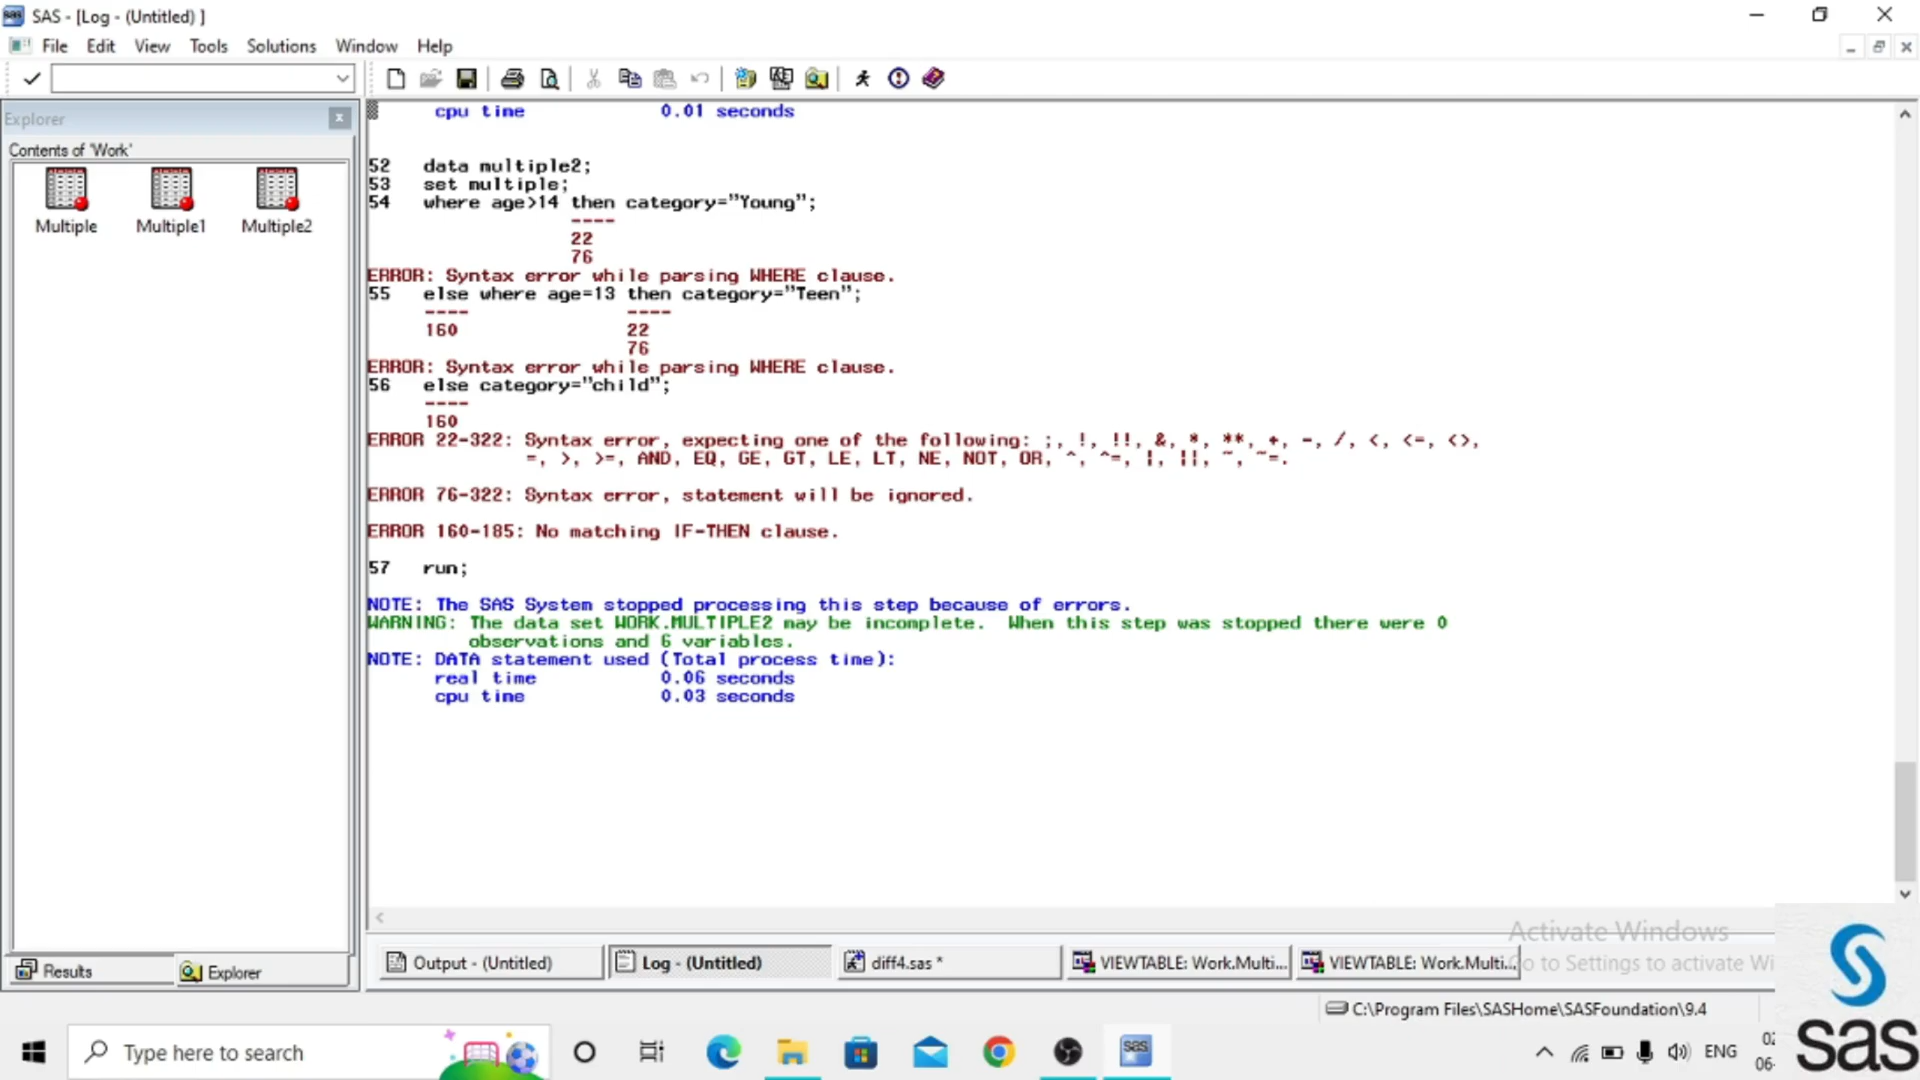 SAS - [Log - (Untitled) ]
File Edit View Tools Solutions Window Help
Explorer
Contents of 'Work'
Multiple Multiple1 Multiple2
cpu time 0.01 seconds
52 data multiple2;
53 set multiple;
54 where age>14 then category="Young";
----
22
76
ERROR: Syntax error while parsing WHERE clause.
55 else where age=13 then category="Teen";
---- ----
160 22
76
ERROR: Syntax error while parsing WHERE clause.
56 else category="child";
----
160
ERROR 22-322: Syntax error, expecting one of the following: ;, !, !!, &, *, **, +, -, /, <, <=, <>,
=, >, >=, AND, EQ, GE, GT, LE, LT, NE, NOT, OR, ^, ^=, |, ||, ~, ~=.
ERROR 76-322: Syntax error, statement will be ignored.
ERROR 160-185: No matching IF-THEN clause.
57 run;
NOTE: The SAS System stopped processing this step because of errors.
WARNING: The data set WORK.MULTIPLE2 may be incomplete. When this step was stopped there were 0
observations and 6 variables.
NOTE: DATA statement used (Total process time):
real time 0.06 seconds
cpu time 0.03 seconds
Activate Windows
Go to Settings to activate Wi
Results Explorer
Output - (Untitled) Log - (Untitled) diff4.sas * VIEWTABLE: Work.Multi... VIEWTABLE: Work.Multi...
C:\Program Files\SASHome\SASFoundation\9.4
Type here to search
ENG
sas